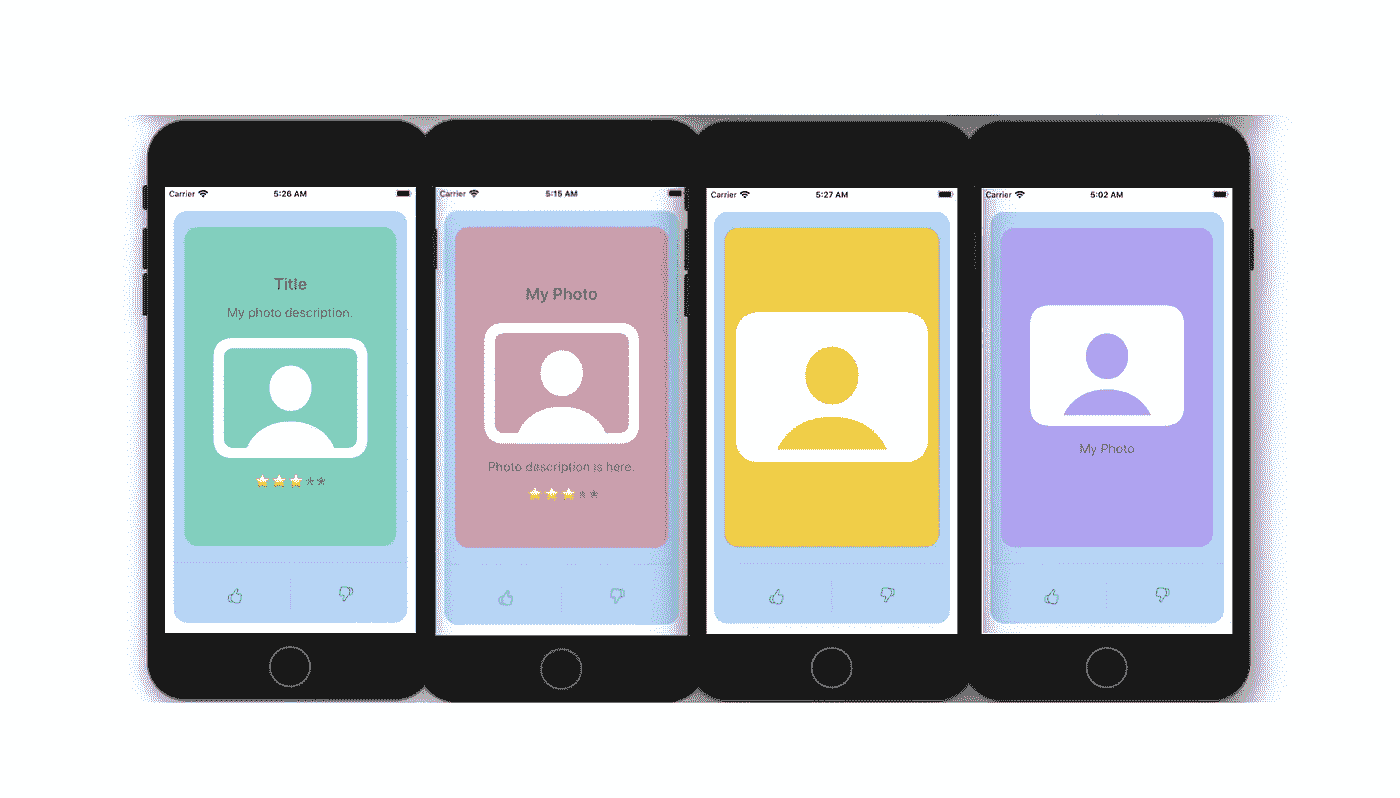 Carrier 5:26 AM
Title
My photo description.
Carrier 5:15 AM
My Photo
Photo description is here.
Carrier 5:27 AM
Carrier 5:02 AM
My Photo